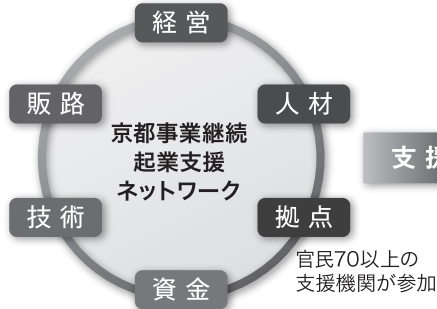 経営
販路
人材
京都事業継続
起業支援
ネットワーク
支援
技術
拠点
資金
官民70以上の
支援機関が参加